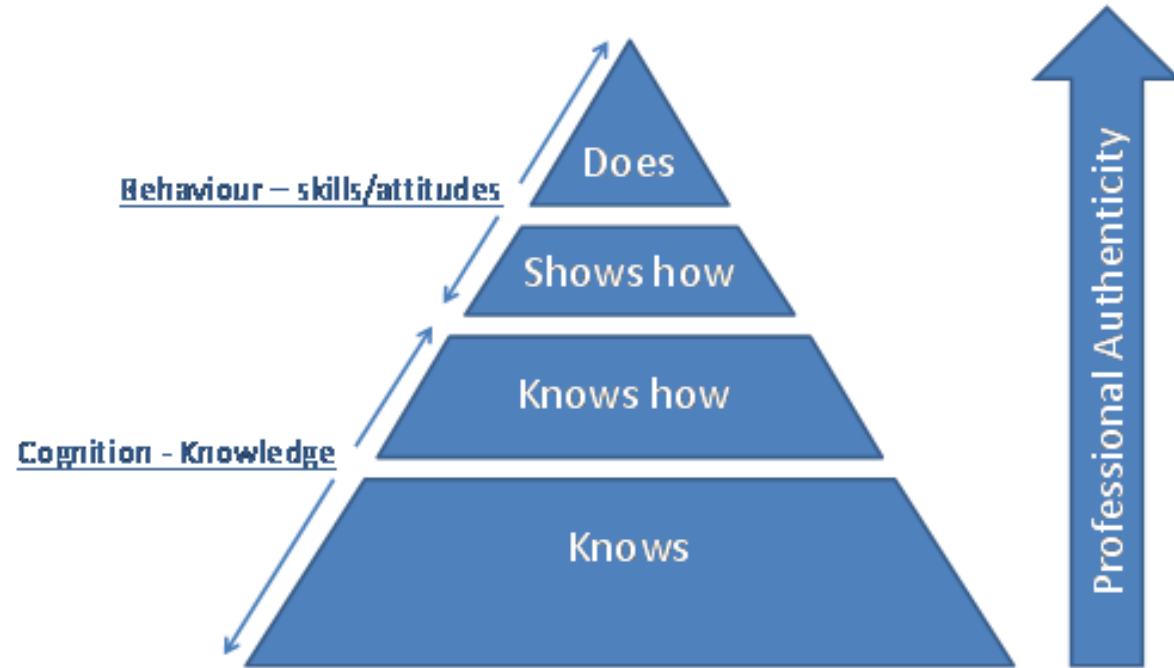 Does
Behaviour – skills/attitudes
Shows how
Knows how
Cognition - Knowledge
Knows
Professional Authenticity